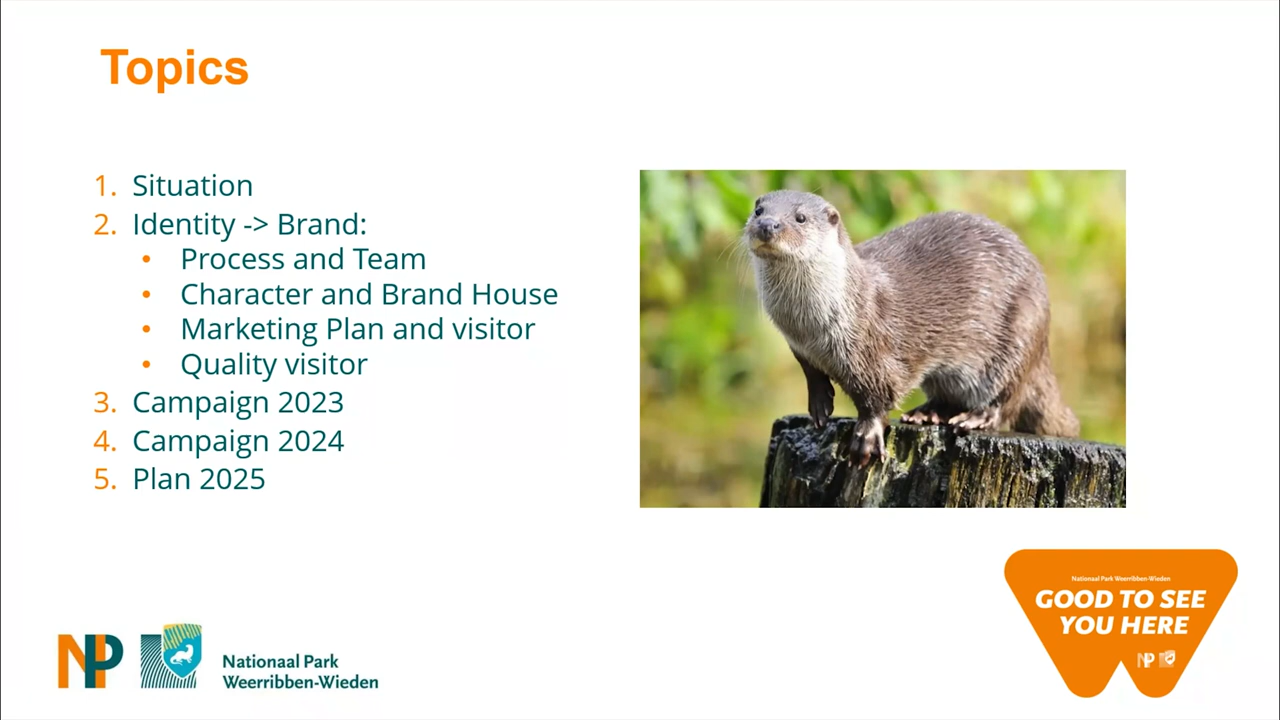 Topics
1. Situation
2. Identity -> Brand:
• Process and Team
• Character and Brand House
• Marketing Plan and visitor
• Quality visitor
3. Campaign 2023
4. Campaign 2024
5. Plan 2025
Nationaal Park Weerribben-Wieden
GOOD TO SEE
YOU HERE
NP
NP
Nationaal Park
Weerribben-Wieden